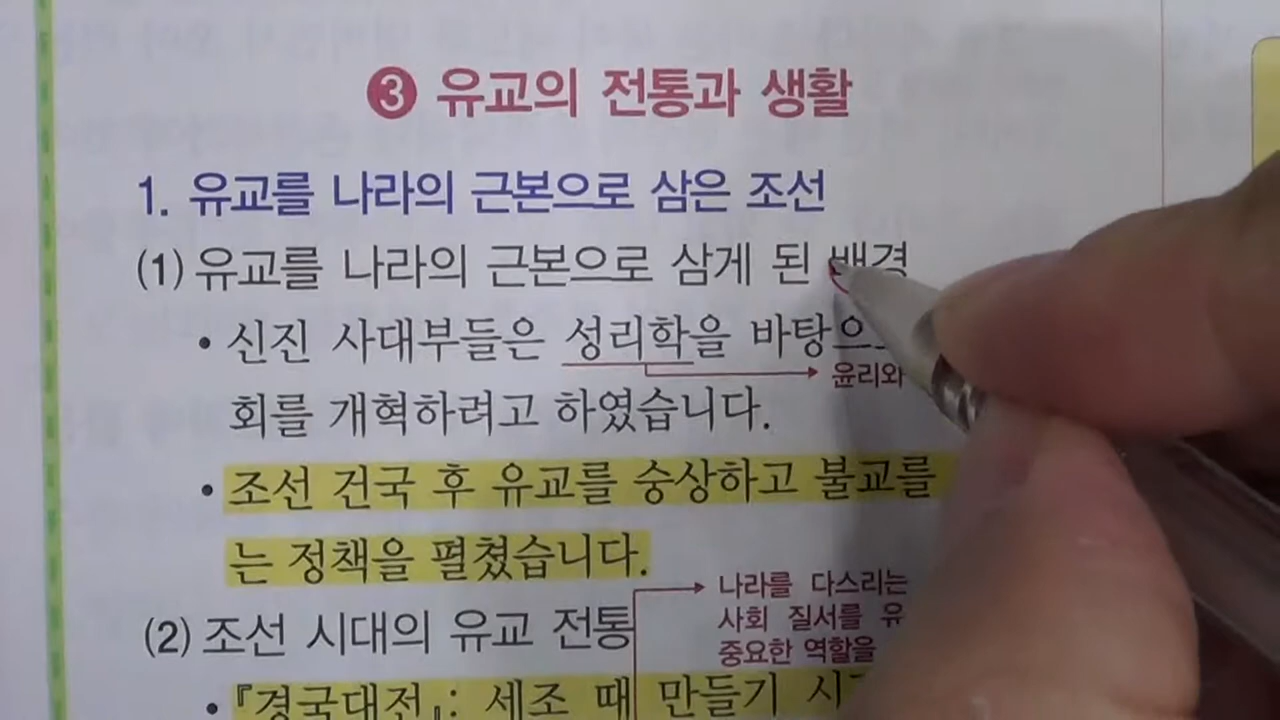 3 유교의 전통과 생활
1. 유교를 나라의 근본으로 삼은 조선
(1) 유교를 나라의 근본으로 삼게 된 배경
• 신진 사대부들은 성리학을 바탕으
윤리와
회를 개혁하려고 하였습니다.
• 조선 건국 후 유교를 숭상하고 불교를
는 정책을 펼쳤습니다.
나라를 다스리는
사회 질서를 유
중요한 역할을
(2) 조선 시대의 유교 전통
• 『경국대전』: 세조 때 만들기 시